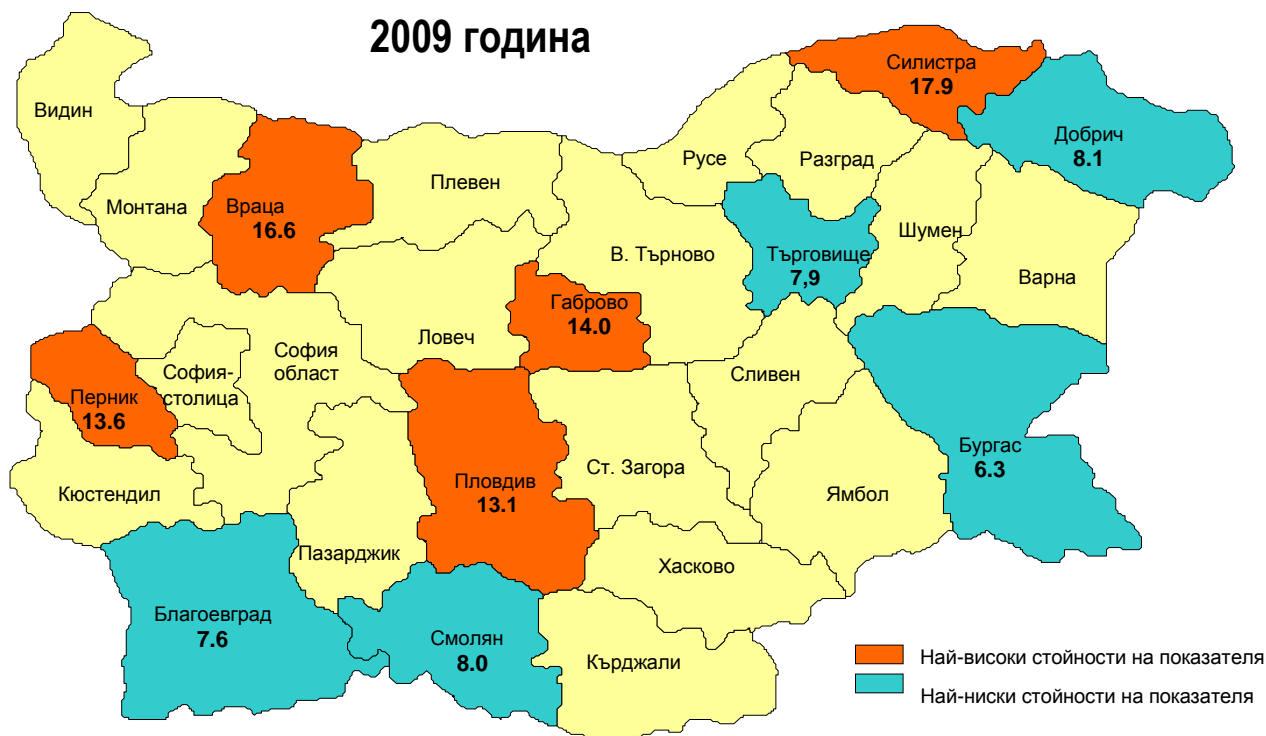 2009 година
Силистра
17.9
Видин
Добрич
8.1
Русе
Разград
Плевен
Монтана
Враца
16.6
Шумен
В. Търново
Търговище
7,9
Варна
Габрово
14.0
Ловеч
София
област
София-
столица
Сливен
Перник
13.6
Бургас
6.3
Ст. Загора
Пловдив
13.1
Ямбол
Кюстендил
Пазарджик
Хасково
Благоевград
7.6
Смолян
8.0
Кърджали
Най-високи стойности на показателя
Най-ниски стойности на показателя